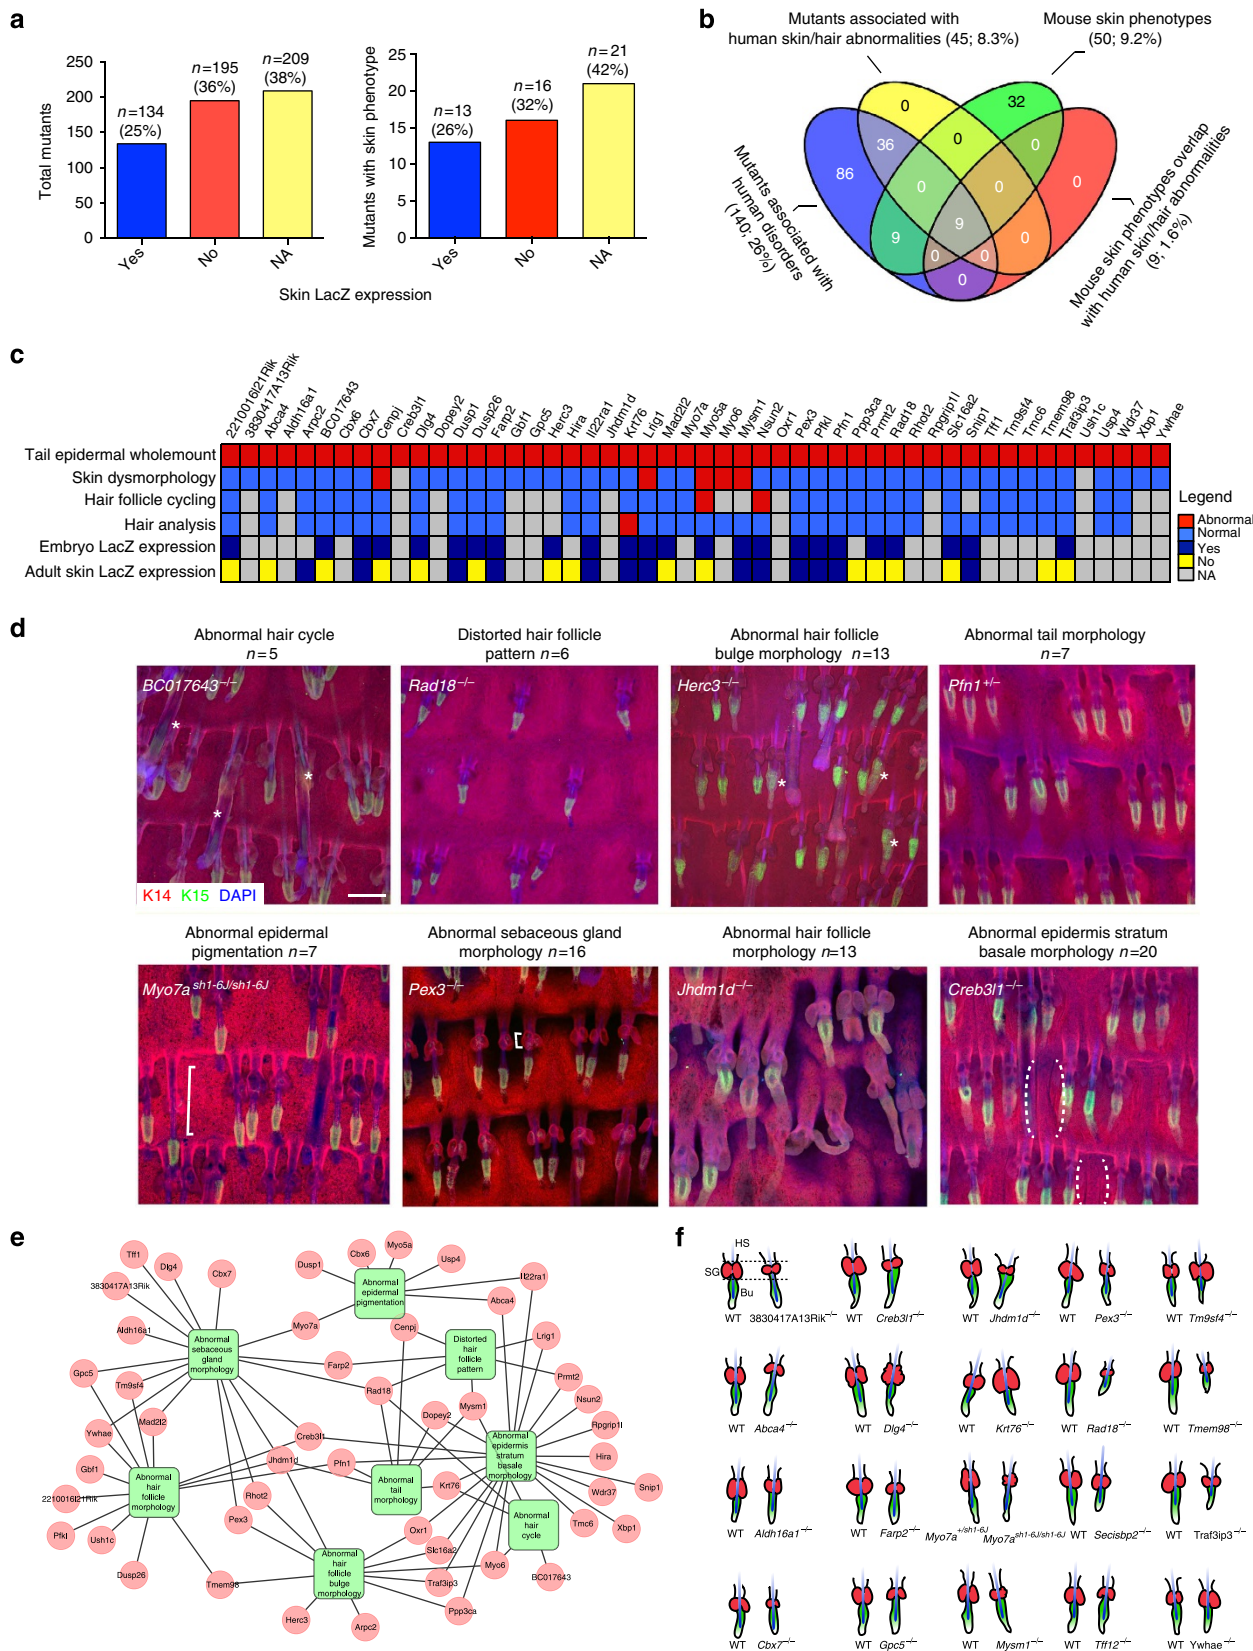 a
250
200
150
100
50
0
Total mutants
n=134
(25%)
n=195
(36%)
n=209
(38%)
Yes
No
NA
25
20
15
10
5
0
Mutants with skin phenotype
n=13
(26%)
n=16
(32%)
n=21
(42%)
Yes
No
NA
Skin LacZ expression
b
Mutants associated with
human skin/hair abnormalities (45; 8.3%)
Mouse skin phenotypes
(50; 9.2%)
Mutants associated with
human disorders
(140; 26%)
Mouse skin phenotypes overlap
with human skin/hair abnormalities
(9; 1.6%)
0
32
36
0
0
86
0
0
0
9
9
0
0
0
0
c
2210016I21Rik
3830417A13Rik
Abca4
Aldh16a1
Arpc2
BC017643
Cbx6
Cbx7
Cenpj
Creb3l1
Dlg4
Dopey2
Dusp1
Dusp26
Farp2
Gbf1
Gpc5
Herc3
Hira
Il22ra1
Jhdm1d
Krt76
Lrig1
Mad2l2
Myo7a
Myo5a
Myo6
Mysm1
Nsun2
Oxr1
Pex3
Pfkl
Pfn1
Ppp3ca
Prmt2
Rad18
Rhot2
Rpgrip1l
Slc16a2
Snip1
Tff1
Tm9sf4
Tmc6
Tmem98
Traf3ip3
Ush1c
Usp4
Wdr37
Xbp1
Ywhae
Tail epidermal wholemount
Skin dysmorphology
Hair follicle cycling
Hair analysis
Embryo LacZ expression
Adult skin LacZ expression
Legend
Abnormal
Normal
Yes
No
NA
d
Abnormal hair cycle
n=5
BC017643−/−
*
*
*
K14 K15 DAPI
Distorted hair follicle
pattern n=6
Rad18−/−
Abnormal hair follicle
bulge morphology n=13
Herc3−/−
*
*
*
Abnormal tail morphology
n=7
Pfn1+/−
Abnormal epidermal
pigmentation n=7
Myo7a sh1-6J/sh1-6J
Abnormal sebaceous gland
morphology n=16
Pex3−/−
Abnormal hair follicle
morphology n=13
Jhdm1d−/−
Abnormal epidermis stratum
basale morphology n=20
Creb3l1−/−
e
Tff1
Dlg4
Cbx7
3830417A13Rik
Aldh16a1
Gpc5
Tm9sf4
Mad2l2
Ywhae
Gbf1
2210016I21Rik
Pfkl
Ush1c
Dusp26
Abnormal
sebaceous
gland
morphology
Abnormal
hair
follicle
morphology
Dusp1
Cbx6
Myo5a
Usp4
Abnormal
epidermal
pigmentation
Myo7a
Cenpj
Abca4
Il22ra1
Farp2
Rad18
Distorted
hair
follicle
pattern
Lrig1
Prmt2
Mysm1
Dopey2
Nsun2
Rpgrip1l
Creb3l1
Jhdm1d
Pfn1
Abnormal
tail
morphology
Krt76
Abnormal
epidermis
stratum
basale
morphology
Hira
Snip1
Wdr37
Xbp1
Tmc6
Abnormal
hair
cycle
Rhot2
Pex3
Oxr1
Slc16a2
Myo6
BC017643
Tmem98
Abnormal
hair
follicle
bulge
morphology
Traf3ip3
Ppp3ca
Herc3
Arpc2
f
HS
SG
Bu
WT 3830417A13Rik−/− WT Creb3l1−/− WT Jhdm1d−/− WT Pex3−/− WT Tm9sf4−/−
WT Abca4−/− WT Dlg4−/− WT Krt76−/− WT Rad18−/− WT Tmem98−/−
WT Aldh16a1−/− WT Farp2−/− Myo7a+/sh1-6J Myo7ash1-6J/sh1-6J WT Secisbp2−/− WT Traf3ip3−/−
WT Cbx7−/− WT Gpc5−/− WT Mysm1−/− WT Tff12−/− WT Ywhae−/−